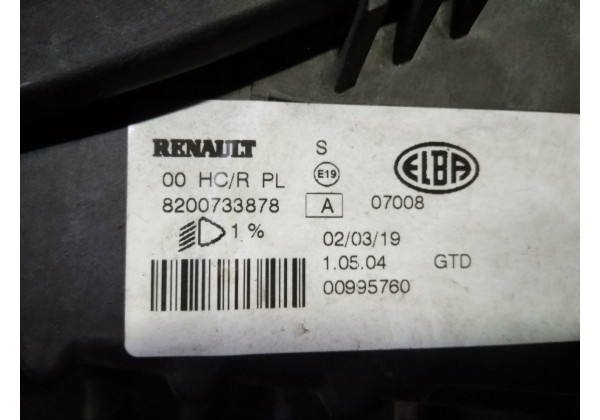 RENAULT S ELBA
00 HC/R PL E19
8200733878 A 07008
1 % 02/03/19
1.05.04 GTD
00995760